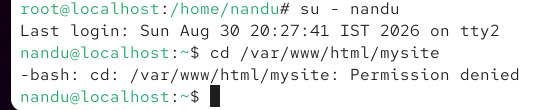 root@localhost:/home/nandu# su - nandu
Last login: Sun Aug 30 20:27:41 IST 2026 on tty2
nandu@localhost:~$ cd /var/www/html/mysite
-bash: cd: /var/www/html/mysite: Permission denied
nandu@localhost:~$